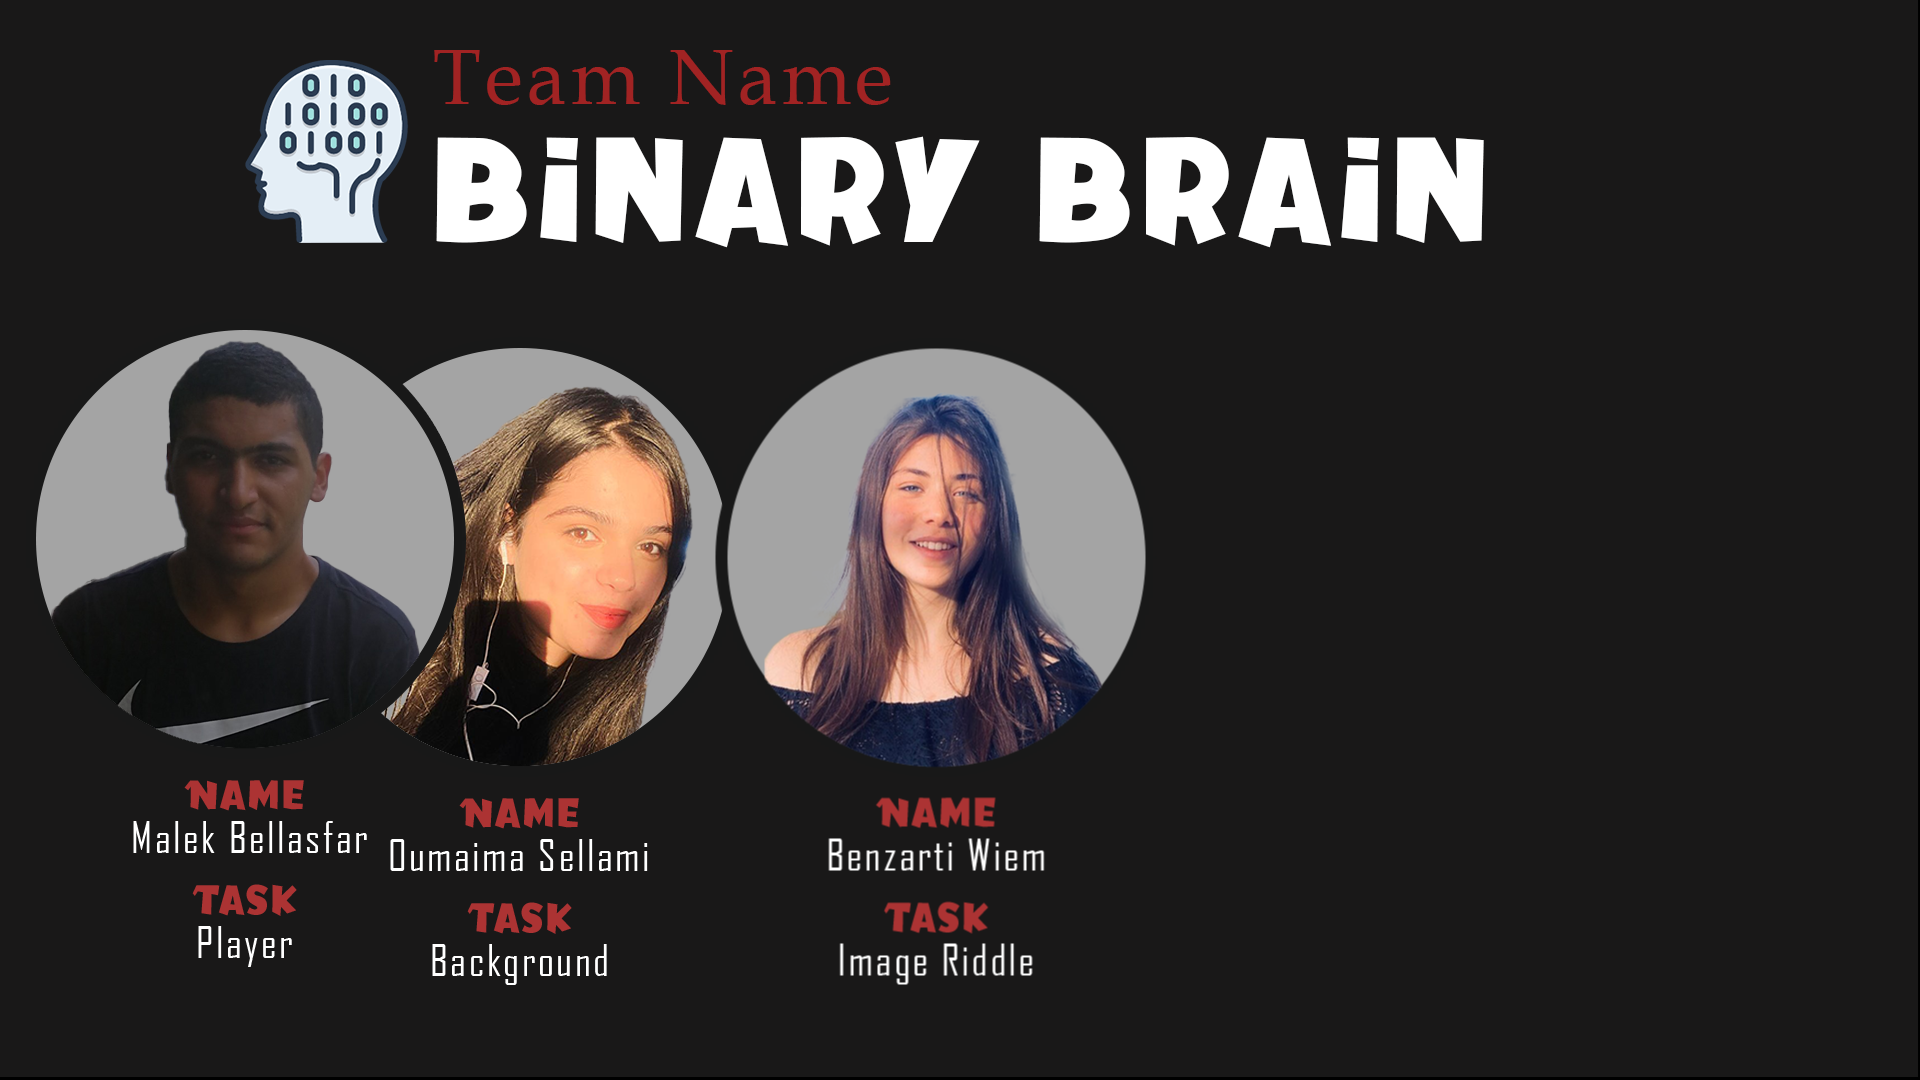 010
10100
01001
Team Name
BiNARY BRAiN
NAME
Malek Bellasfar
TASK
Player
NAME
Oumaima Sellami
TASK
Background
NAME
Benzarti Wiem
TASK
Image Riddle